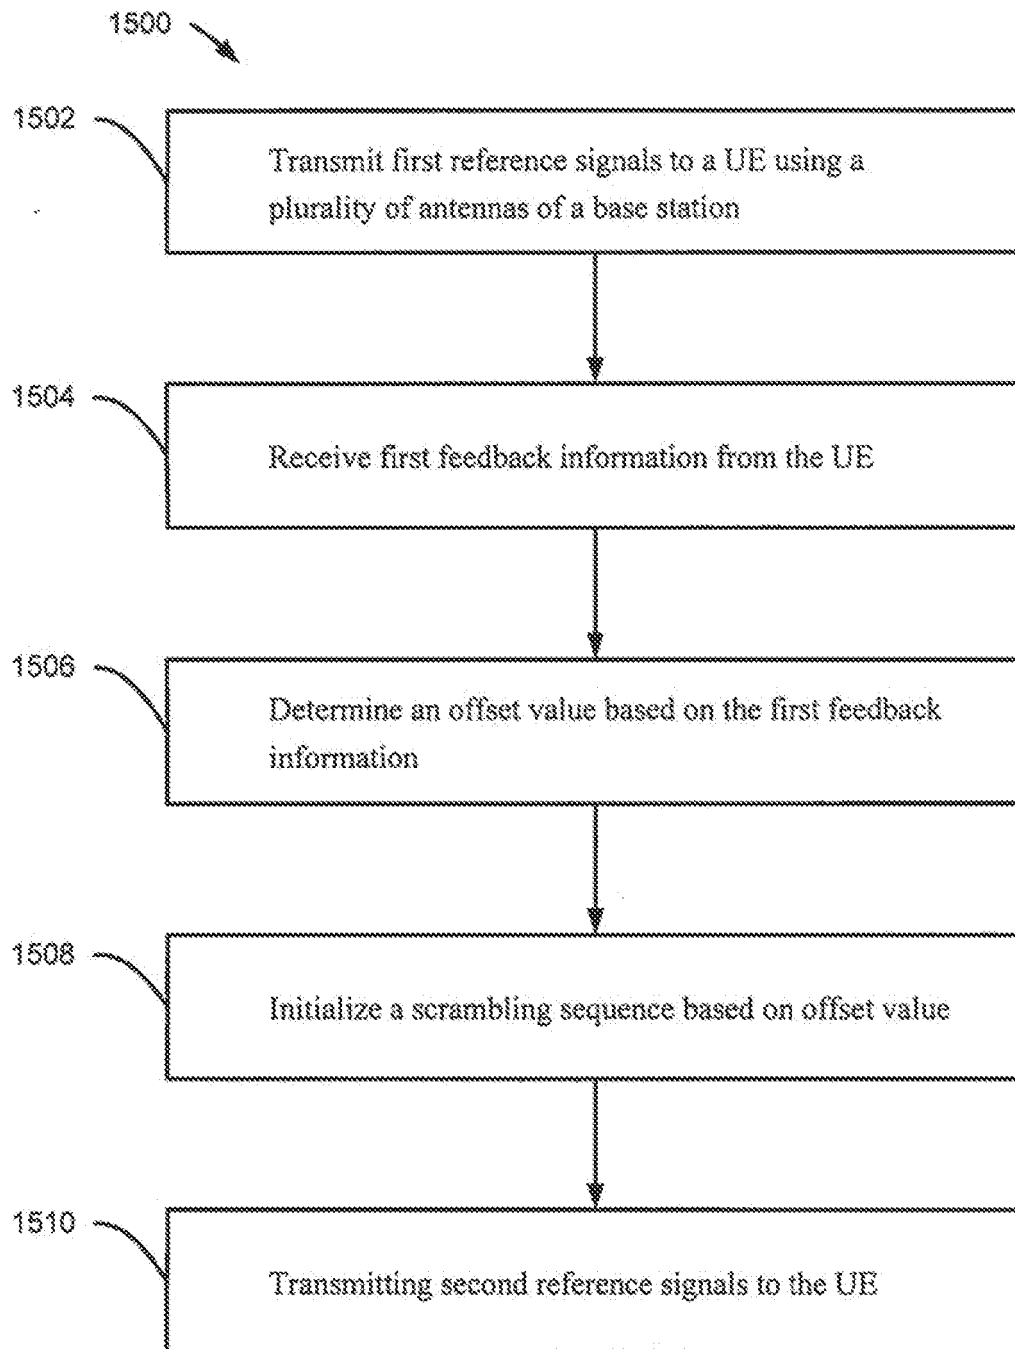 1500
1502
Transmit first reference signals to a UE using a
plurality of antennas of a base station
1504
Receive first feedback information from the UE
1506
Determine an offset value based on the first feedback
information
1508
Initialize a scrambling sequence based on offset value
1510
Transmitting second reference signals to the UE